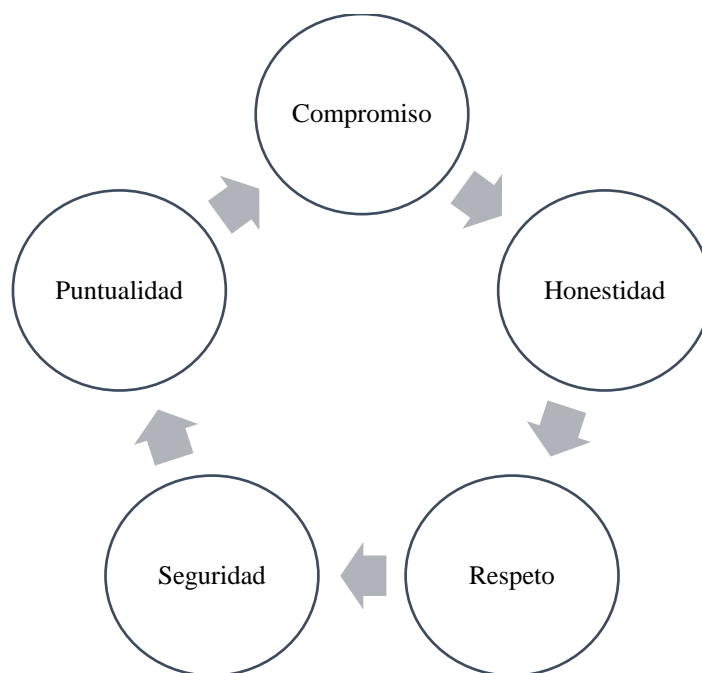 Compromiso
Honestidad
Respeto
Seguridad
Puntualidad